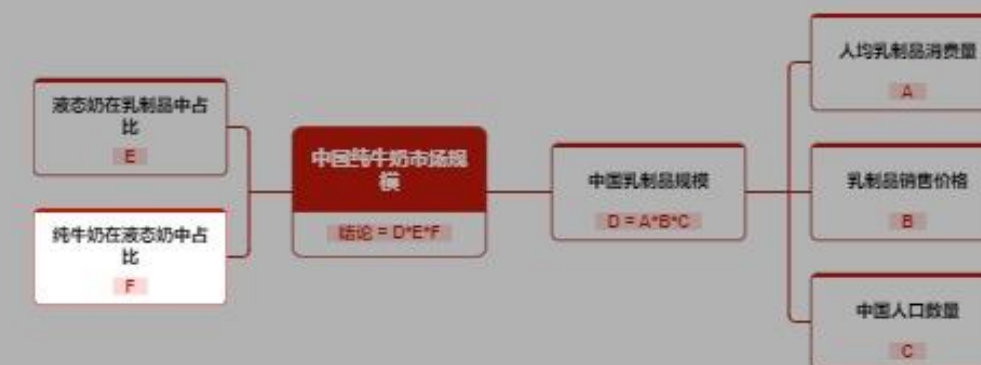 人均乳制品消费量
A
液态奶在乳制品中占
比
E
中国纯牛奶市场规
模
结论 = D*E*F
中国乳制品规模
D = A*B*C
乳制品销售价格
B
纯牛奶在液态奶中占
比
F
中国人口数量
C